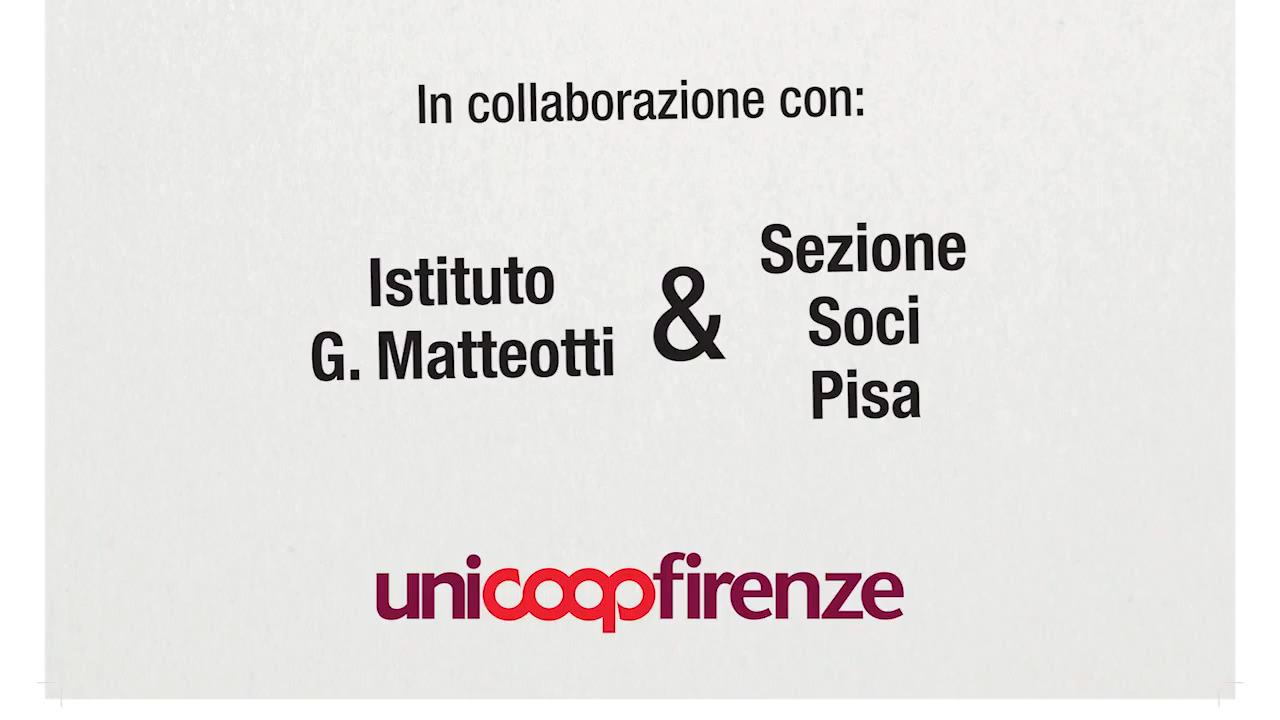 In collaborazione con:
Istituto
G. Matteotti
&
Sezione
Soci
Pisa
unicoopfirenze